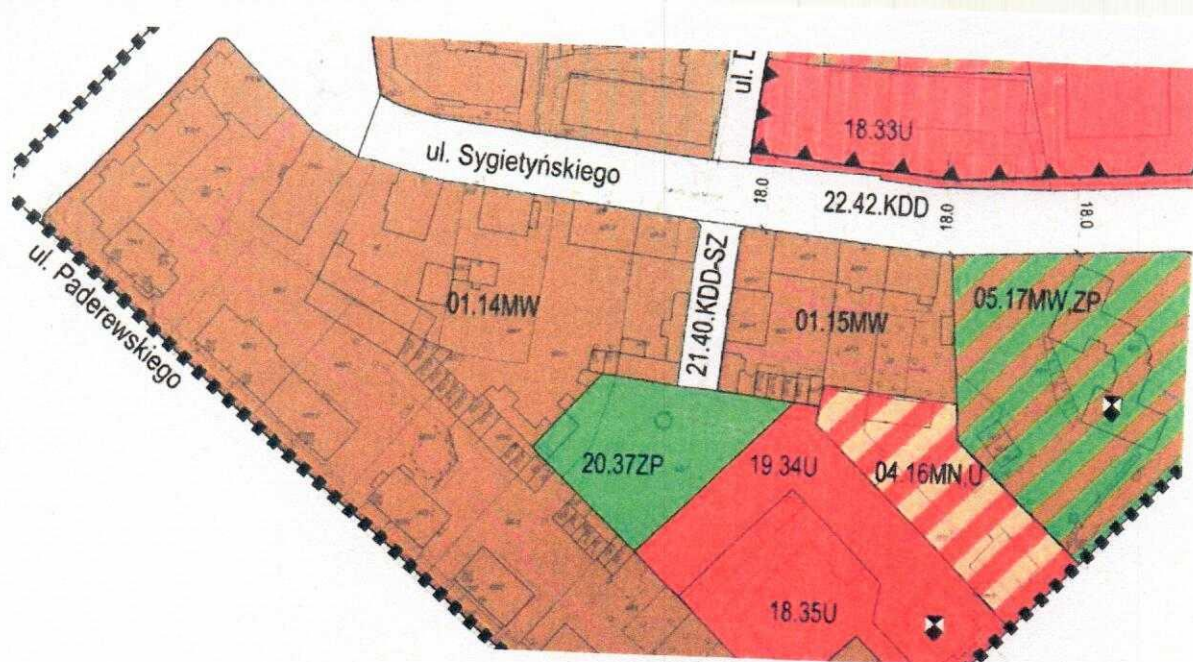 ul.
18.33U
ul. Sygietyńskiego
18.0
22.42.KDD
18.0
18.0
ul. Paderewskiego
01.14MW
21.40.KDD-SZ
01.15MW
05.17MW,ZP
20.37ZP
19.34U
04.16MN,U
18.35U